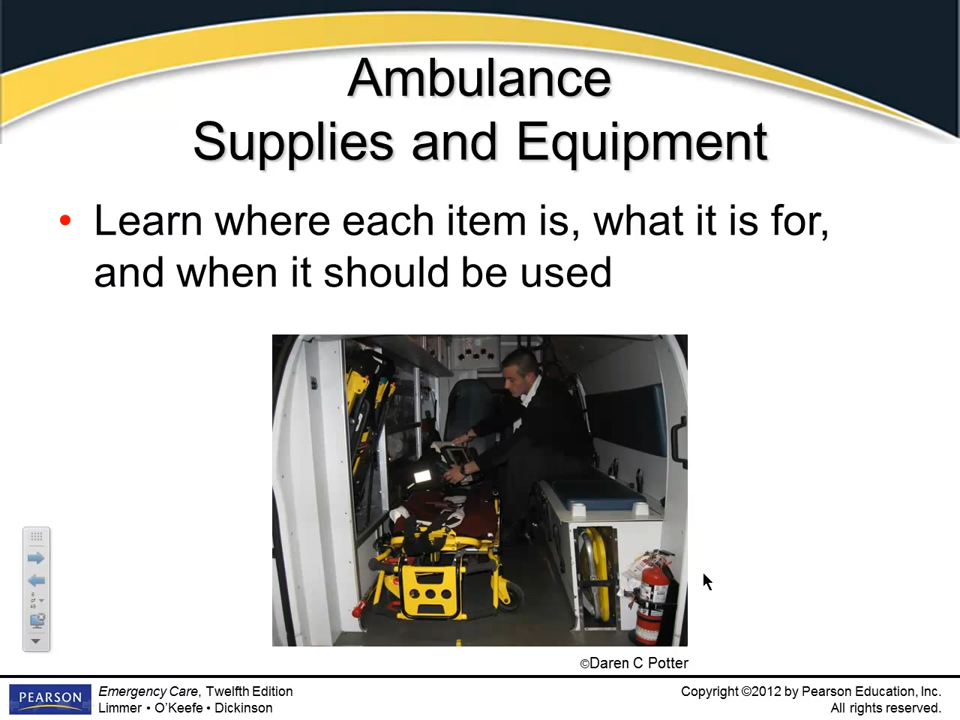 Ambulance
Supplies and Equipment
• Learn where each item is, what it is for,
and when it should be used
©Daren C Potter
PEARSON
Emergency Care, Twelfth Edition
Limmer • O'Keefe • Dickinson
Copyright ©2012 by Pearson Education, Inc.
All rights reserved.